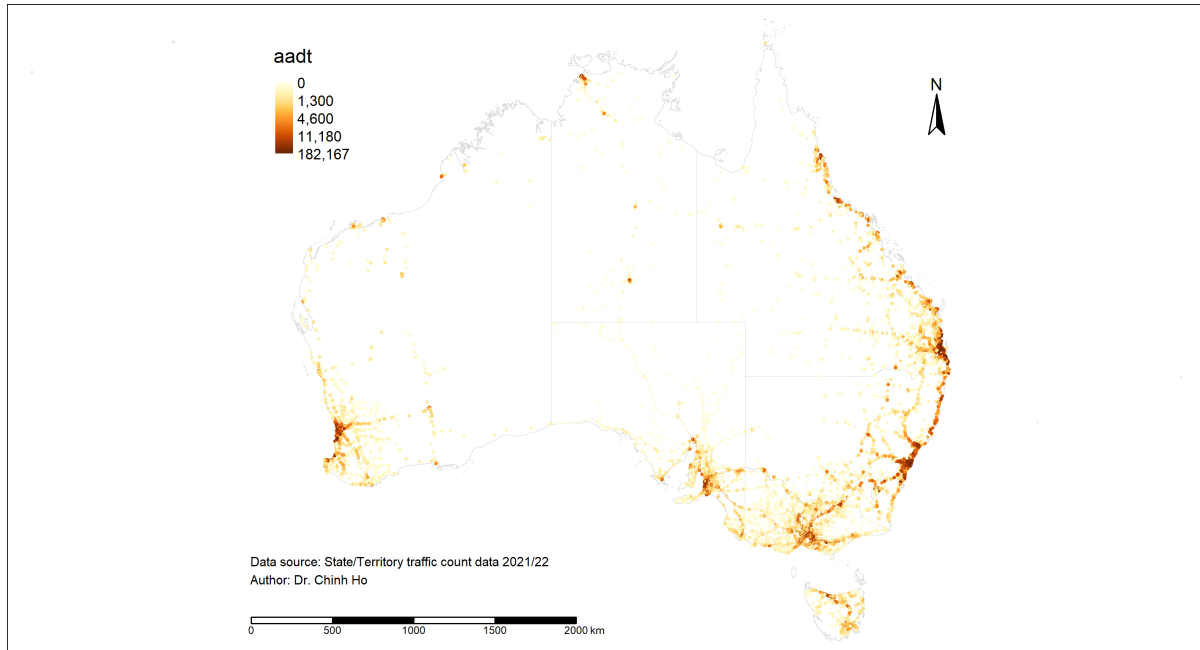 aadt
0
1,300
4,600
11,180
182,167
N
Data source: State/Territory traffic count data 2021/22
Author: Dr. Chinh Ho
0 500 1000 1500 2000 km